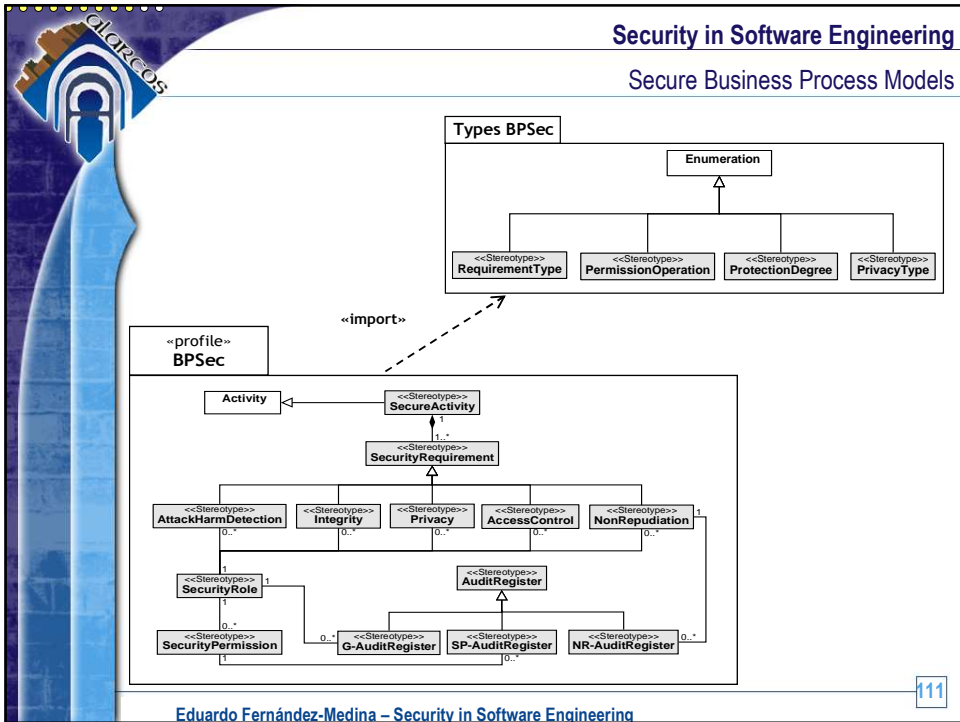 alarcos
Security in Software Engineering
Secure Business Process Models
Types BPSec
Enumeration
<<Stereotype>>
RequirementType
<<Stereotype>>
PermissionOperation
<<Stereotype>>
ProtectionDegree
<<Stereotype>>
PrivacyType
«import»
«profile»
BPSec
Activity
<<Stereotype>>
SecureActivity
1
1..*
<<Stereotype>>
SecurityRequirement
<<Stereotype>>
AttackHarmDetection
0..*
<<Stereotype>>
Integrity
0..*
<<Stereotype>>
Privacy
0..*
<<Stereotype>>
AccessControl
0..*
<<Stereotype>>
NonRepudiation
0..*
1
1
<<Stereotype>>
SecurityRole
1
1
<<Stereotype>>
AuditRegister
0..*
<<Stereotype>>
SecurityPermission
1
0..*
<<Stereotype>>
G-AuditRegister
<<Stereotype>>
SP-AuditRegister
0..*
<<Stereotype>>
NR-AuditRegister
0..*
111
Eduardo Fernández-Medina – Security in Software Engineering